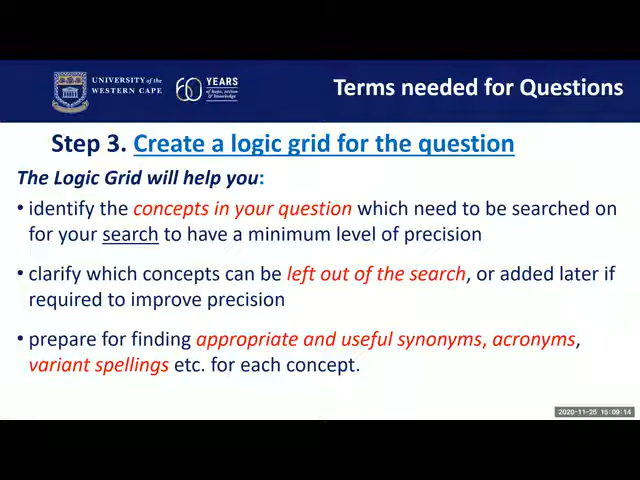 UNIVERSITY of the
WESTERN CAPE
60 YEARS
of hope, action
& knowledge
Terms needed for Questions
Step 3. Create a logic grid for the question
The Logic Grid will help you:
• identify the concepts in your question which need to be searched on
for your search to have a minimum level of precision
• clarify which concepts can be left out of the search, or added later if
required to improve precision
• prepare for finding appropriate and useful synonyms, acronyms,
variant spellings etc. for each concept.
2020-11-25 15:09:14